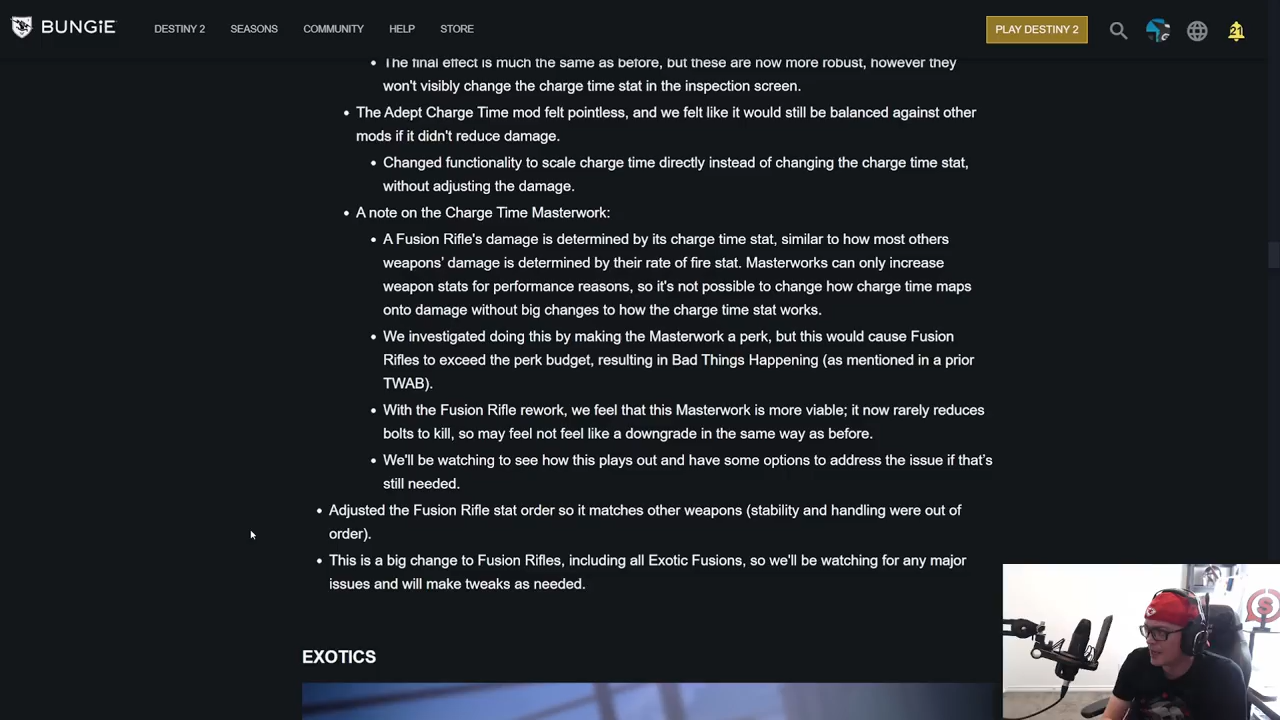 BUNGiE
DESTINY 2 SEASONS COMMUNITY HELP STORE PLAY DESTINY 2 21
• The final effect is much the same as before, but these are now more robust, however they
won't visibly change the charge time stat in the inspection screen.
• The Adept Charge Time mod felt pointless, and we felt like it would still be balanced against other
mods if it didn't reduce damage.
• Changed functionality to scale charge time directly instead of changing the charge time stat,
without adjusting the damage.
• A note on the Charge Time Masterwork:
• A Fusion Rifle's damage is determined by its charge time stat, similar to how most others
weapons' damage is determined by their rate of fire stat. Masterworks can only increase
weapon stats for performance reasons, so it's not possible to change how charge time maps
onto damage without big changes to how the charge time stat works.
• We investigated doing this by making the Masterwork a perk, but this would cause Fusion
Rifles to exceed the perk budget, resulting in Bad Things Happening (as mentioned in a prior
TWAB).
• With the Fusion Rifle rework, we feel that this Masterwork is more viable; it now rarely reduces
bolts to kill, so may feel not feel like a downgrade in the same way as before.
• We'll be watching to see how this plays out and have some options to address the issue if that’s
still needed.
• Adjusted the Fusion Rifle stat order so it matches other weapons (stability and handling were out of
order).
• This is a big change to Fusion Rifles, including all Exotic Fusions, so we'll be watching for any major
issues and will make tweaks as needed.
EXOTICS